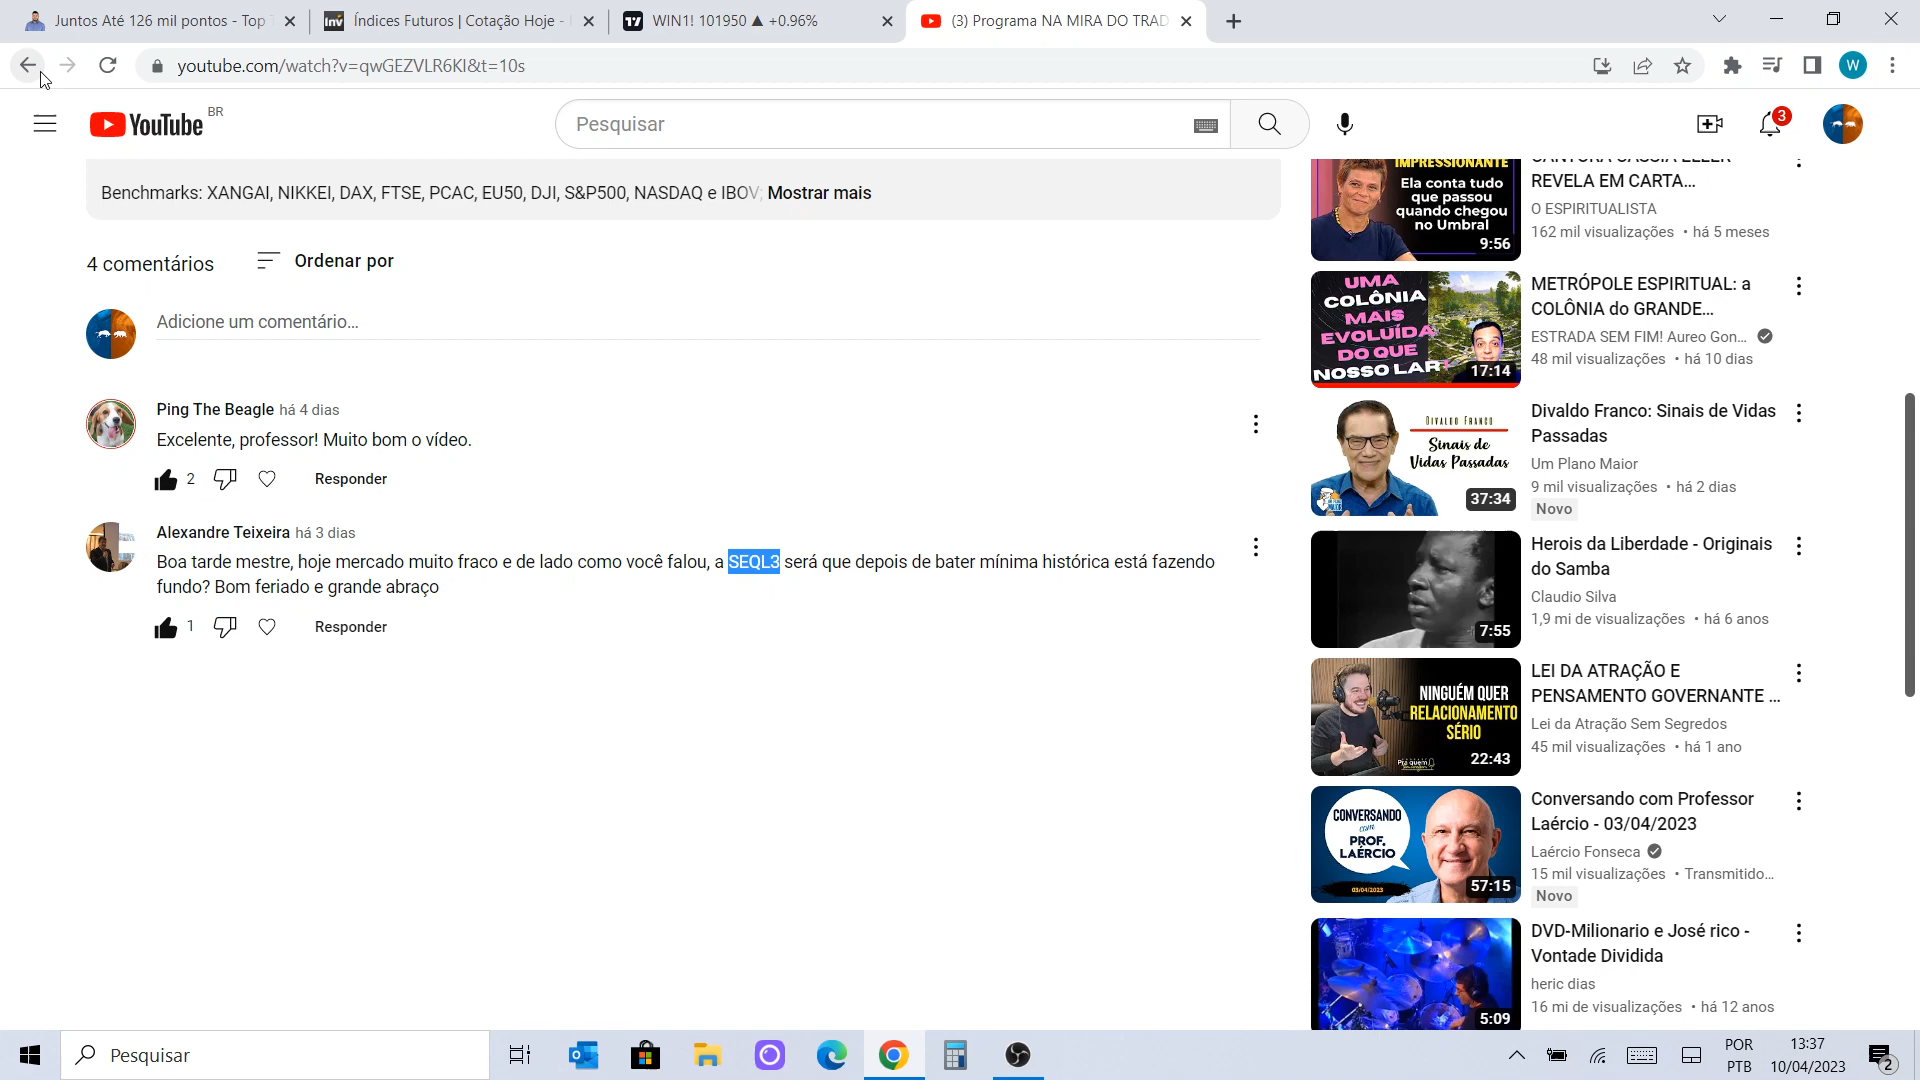 Juntos Até 126 mil pontos - Top
Índices Futuros | Cotação Hoje -
WIN1! 101950 ▲ +0.96%
(3) Programa NA MIRA DO TRAD
youtube.com/watch?v=qwGEZVLR6KI&t=10s
W
YouTube BR
Pesquisar
3
Benchmarks: XANGAI, NIKKEI, DAX, FTSE, PCAC, EU50, DJI, S&P500, NASDAQ e IBOV; Mostrar mais
4 comentários
Ordenar por
Adicione um comentário...
Ping The Beagle há 4 dias
Excelente, professor! Muito bom o vídeo.
2
Responder
Alexandre Teixeira há 3 dias
Boa tarde mestre, hoje mercado muito fraco e de lado como você falou, a SEQL3 será que depois de bater mínima histórica está fazendo
fundo? Bom feriado e grande abraço
1
Responder
IMPRESSIONANTE
Ela conta tudo
que passou
quando chegou
no Umbral
9:56
CANTORA CÁSSIA ELLER
REVELA EM CARTA...
O ESPIRITUALISTA
162 mil visualizações • há 5 meses
UMA
COLÔNIA
MAIS
EVOLUÍDA
DO QUE
NOSSO LAR
17:14
METRÓPOLE ESPIRITUAL: a
COLÔNIA do GRANDE...
ESTRADA SEM FIM! Aureo Gon...
48 mil visualizações • há 10 dias
DIVALDO FRANCO
Sinais de
Vidas Passadas
37:34
Divaldo Franco: Sinais de Vidas
Passadas
Um Plano Maior
9 mil visualizações • há 2 dias
Novo
7:55
Herois da Liberdade - Originais
do Samba
Claudio Silva
1,9 mi de visualizações • há 6 anos
NINGUÉM QUER
RELACIONAMENTO
SÉRIO
22:43
LEI DA ATRAÇÃO E
PENSAMENTO GOVERNANTE ...
Lei da Atração Sem Segredos
45 mil visualizações • há 1 ano
CONVERSANDO
com
PROF.
LAÉRCIO
03/04/2023
57:15
Conversando com Professor
Laércio - 03/04/2023
Laércio Fonseca
15 mil visualizações • Transmitido...
Novo
5:09
DVD-Milionario e José rico -
Vontade Dividida
heric dias
16 mi de visualizações • há 12 anos
Pesquisar
POR
PTB
13:37
10/04/2023
2